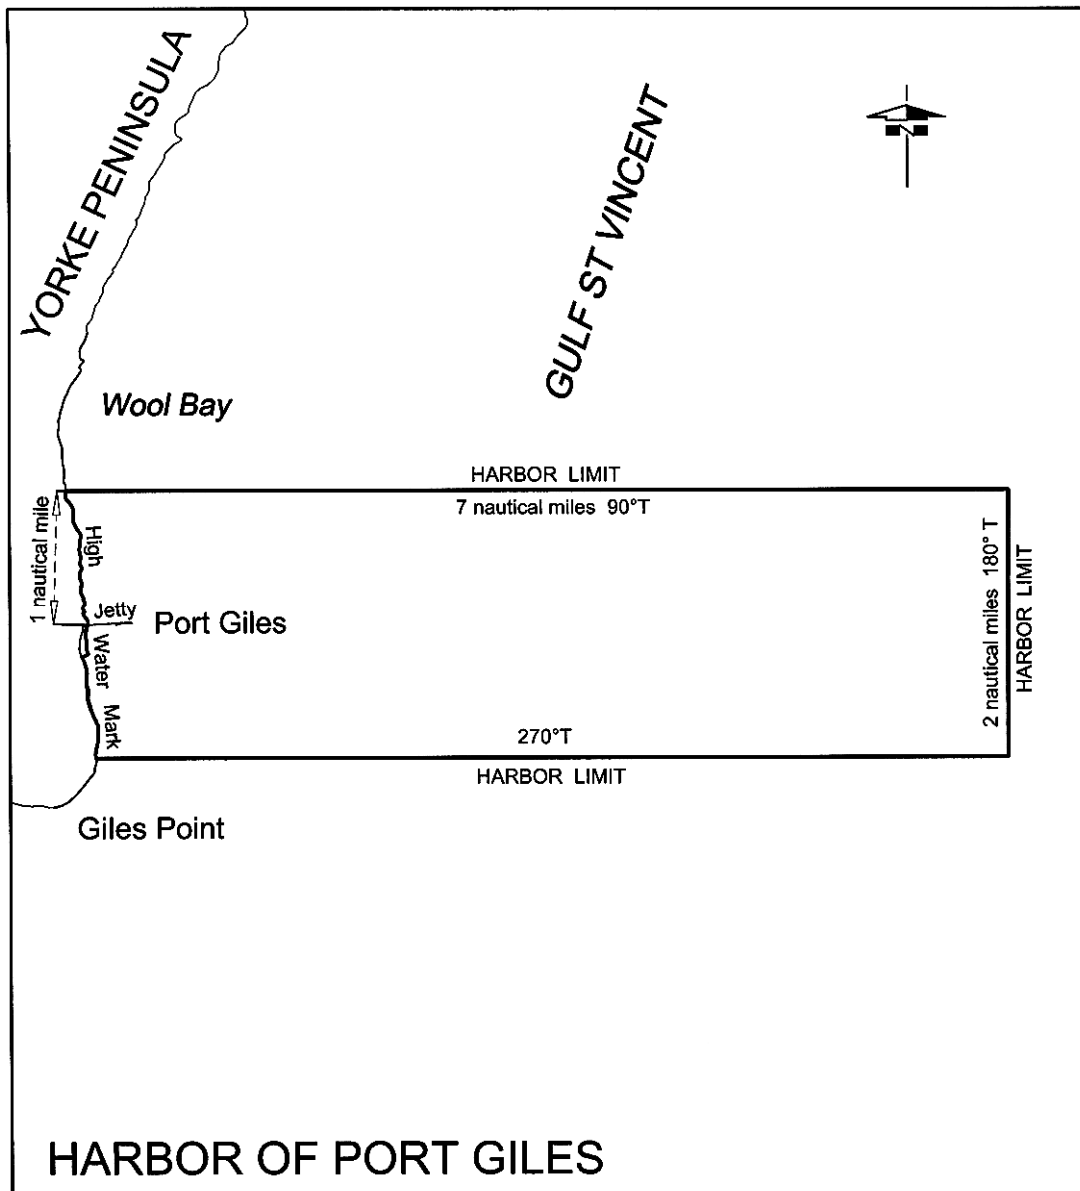 YORKE PENINSULA
GULF ST VINCENT
N
Wool Bay
HARBOR LIMIT
7 nautical miles 90°T
1 nautical mile
High
Water
Mark
Jetty
Port Giles
2 nautical miles 180° T
HARBOR LIMIT
270°T
HARBOR LIMIT
Giles Point
HARBOR OF PORT GILES